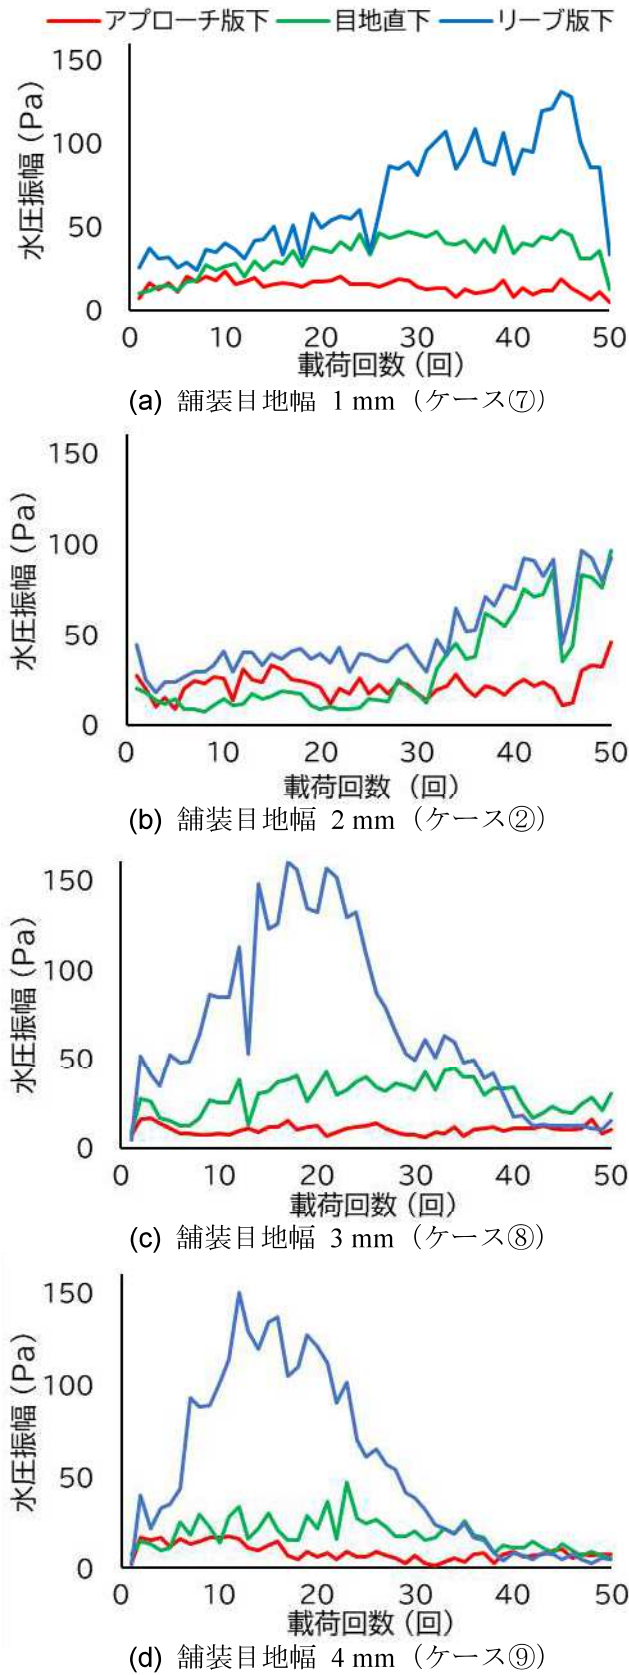 アプローチ版下 目地直下 リーブ版下
150
100
50
0
水圧振幅 (Pa)
0 10 20 30 40 50
載荷回数 (回)
(a) 舗装目地幅 1 mm (ケース⑦)
150
100
50
0
水圧振幅 (Pa)
0 10 20 30 40 50
載荷回数 (回)
(b) 舗装目地幅 2 mm (ケース②)
150
100
50
0
水圧振幅 (Pa)
0 10 20 30 40 50
載荷回数 (回)
(c) 舗装目地幅 3 mm (ケース⑧)
150
100
50
0
水圧振幅 (Pa)
0 10 20 30 40 50
載荷回数 (回)
(d) 舗装目地幅 4 mm (ケース⑨)